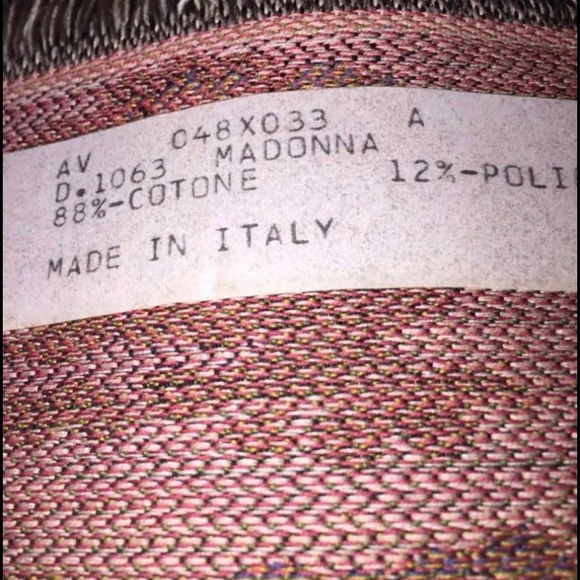 AV 048X033 A
D.1063 MADONNA
88%-COTONE 12%-POLI
MADE IN ITALY